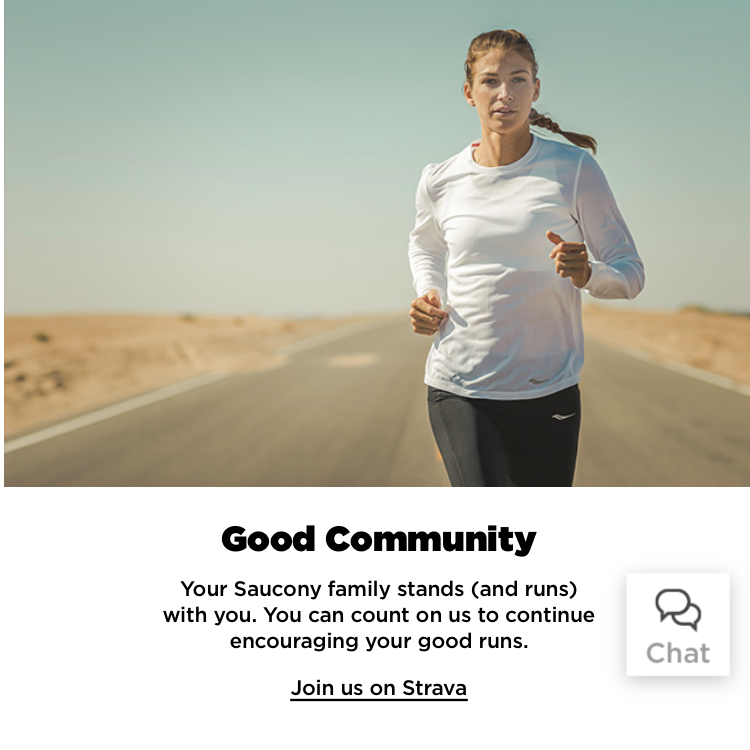 Good Community
Your Saucony family stands (and runs)
with you. You can count on us to continue
encouraging your good runs.
Chat
Join us on Strava